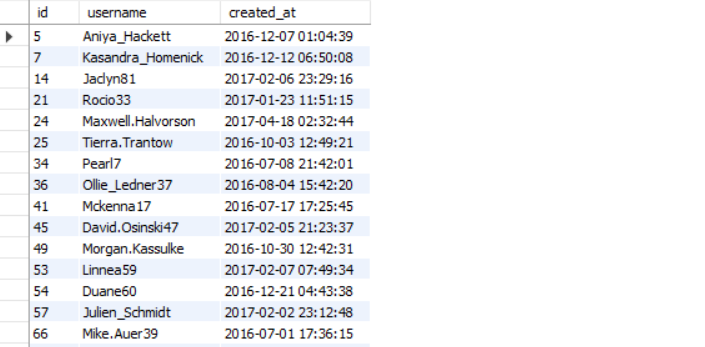 id username created_at
5 Aniya_Hackett 2016-12-07 01:04:39
7 Kasandra_Homenick 2016-12-12 06:50:08
14 Jaclyn81 2017-02-06 23:29:16
21 Rocio33 2017-01-23 11:51:15
24 Maxwell.Halvorson 2017-04-18 02:32:44
25 Tierra.Trantow 2016-10-03 12:49:21
34 Pearl7 2016-07-08 21:42:01
36 Ollie_Ledner37 2016-08-04 15:42:20
41 Mckenna17 2016-07-17 17:25:45
45 David.Osinski47 2017-02-05 21:23:37
49 Morgan.Kassulke 2016-10-30 12:42:31
53 Linnea59 2017-02-07 07:49:34
54 Duane60 2016-12-21 04:43:38
57 Julien_Schmidt 2017-02-02 23:12:48
66 Mike.Auer39 2016-07-01 17:36:15